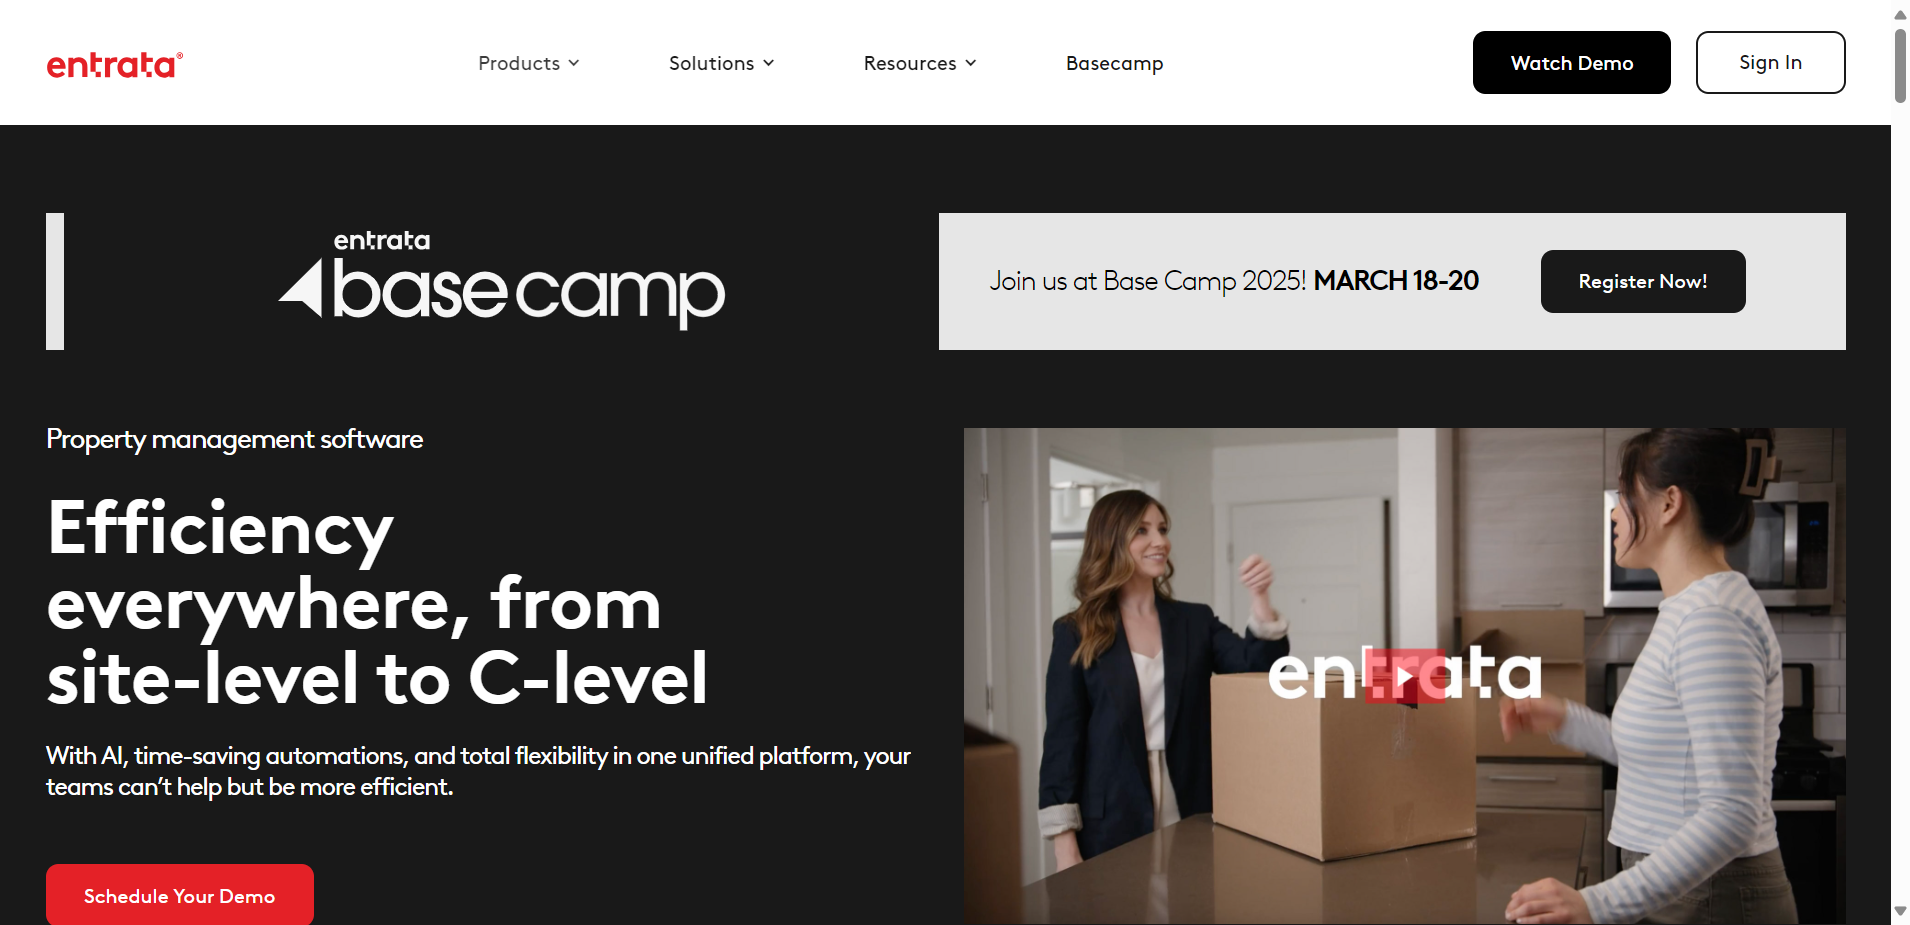 entrata®
Products
Solutions
Resources
Basecamp
Watch Demo
Sign In
entrata
base camp
Join us at Base Camp 2025! MARCH 18-20
Register Now!
Property management software
Efficiency
everywhere, from
site-level to C-level
With AI, time-saving automations, and total flexibility in one unified platform, your
teams can’t help but be more efficient.
Schedule Your Demo
entrata